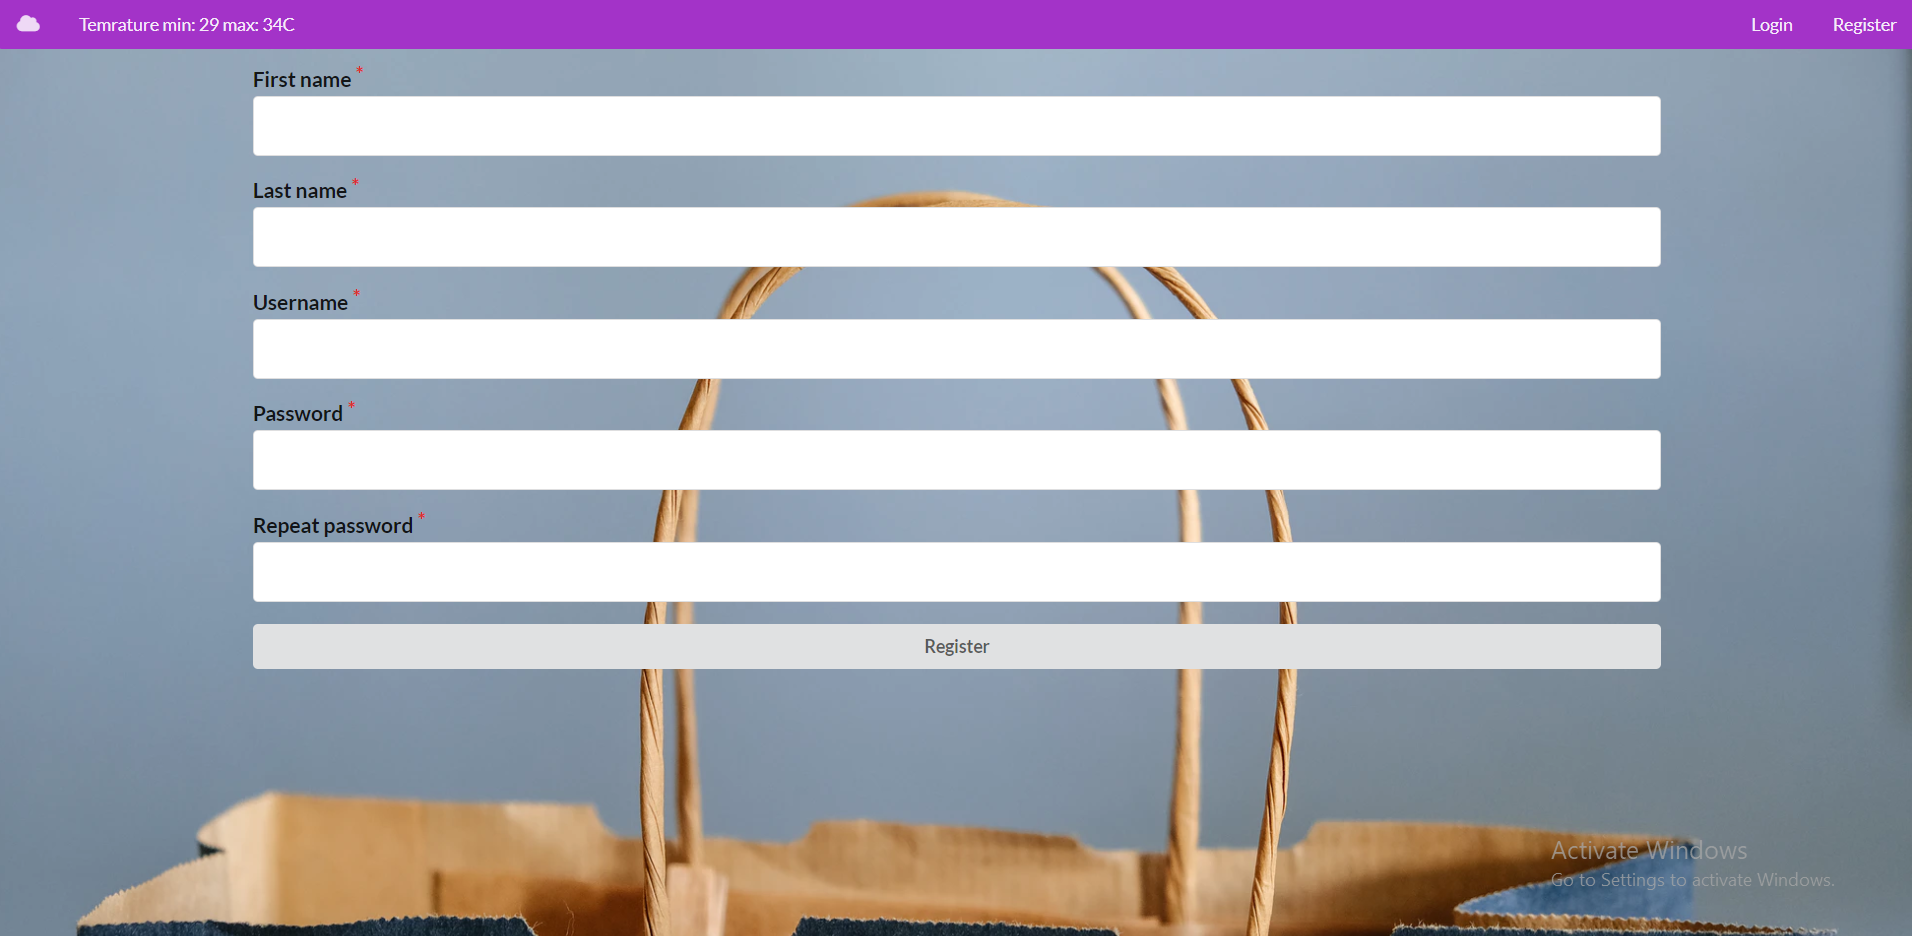 Temrature min: 29 max: 34C
Login
Register
First name *
Last name *
Username *
Password *
Repeat password *
Register
Activate Windows
Go to Settings to activate Windows.